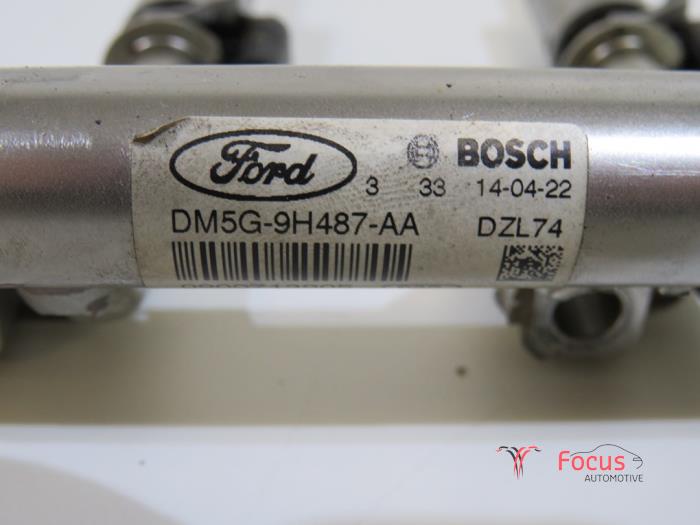 Ford
3 33 14-04-22
BOSCH
DM5G-9H487-AA DZL74
Focus
AUTOMOTIVE